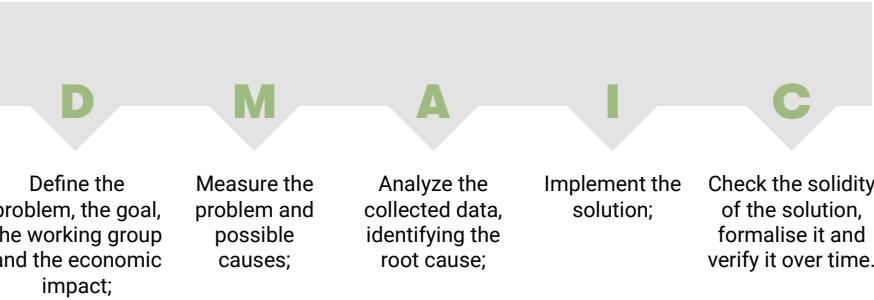 D
M
A
I
C
Define the
problem, the goal,
the working group
and the economic
impact;
Measure the
problem and
possible
causes;
Analyze the
collected data,
identifying the
root cause;
Implement the
solution;
Check the solidity
of the solution,
formalise it and
verify it over time.